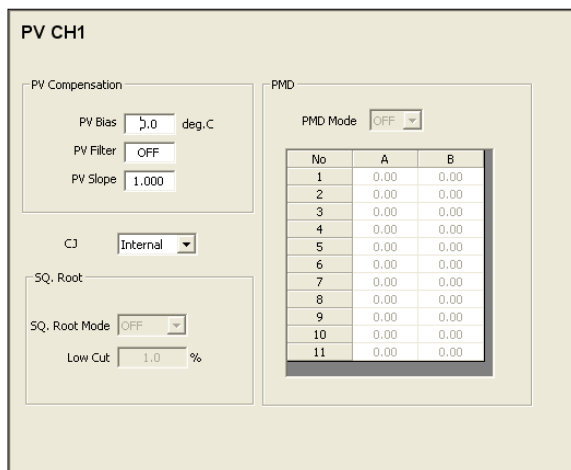 PV CH1
PV Compensation
PV Bias .0 deg.C
PV Filter OFF
PV Slope 1.000
CJ Internal
SQ. Root
SQ. Root Mode OFF
Low Cut 1.0 %
PMD
PMD Mode OFF
No A B
1 0.00 0.00
2 0.00 0.00
3 0.00 0.00
4 0.00 0.00
5 0.00 0.00
6 0.00 0.00
7 0.00 0.00
8 0.00 0.00
9 0.00 0.00
10 0.00 0.00
11 0.00 0.00